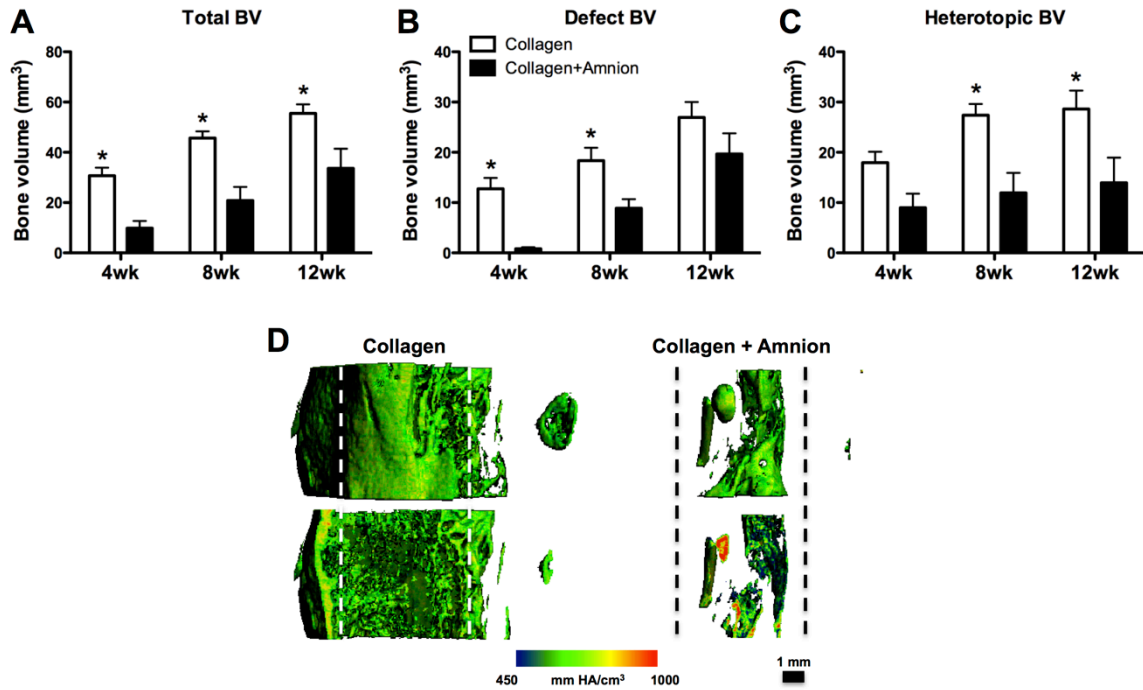 A
Total BV
Bone volume (mm³)
80
60
40
20
0
*
*
*
4wk
8wk
12wk
B
Defect BV
Collagen
Collagen+Amnion
Bone volume (mm³)
40
30
20
10
0
*
*
4wk
8wk
12wk
C
Heterotopic BV
Bone volume (mm³)
40
30
20
10
0
*
*
4wk
8wk
12wk
D
Collagen
Collagen + Amnion
450
mm HA/cm³
1000
1 mm